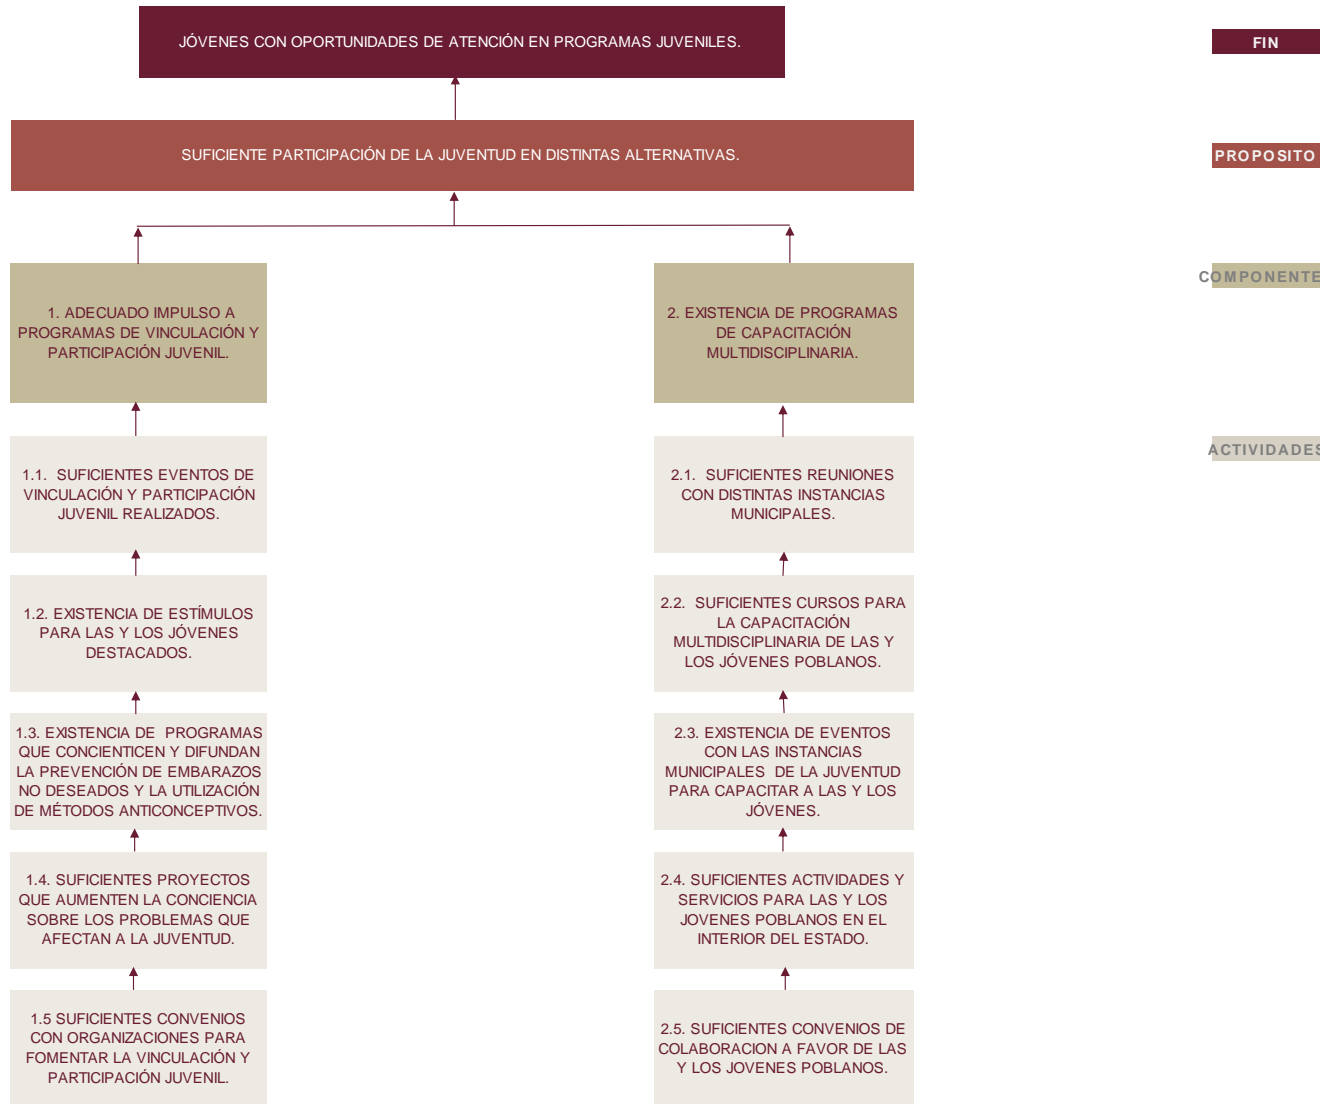 JÓVENES CON OPORTUNIDADES DE ATENCIÓN EN PROGRAMAS JUVENILES.
FIN
SUFICIENTE PARTICIPACIÓN DE LA JUVENTUD EN DISTINTAS ALTERNATIVAS.
PROPOSITO
1. ADECUADO IMPULSO A
PROGRAMAS DE VINCULACIÓN Y
PARTICIPACIÓN JUVENIL.
2. EXISTENCIA DE PROGRAMAS
DE CAPACITACIÓN
MULTIDISCIPLINARIA.
COMPONENTE
1.1. SUFICIENTES EVENTOS DE
VINCULACIÓN Y PARTICIPACIÓN
JUVENIL REALIZADOS.
2.1. SUFICIENTES REUNIONES
CON DISTINTAS INSTANCIAS
MUNICIPALES.
ACTIVIDADES
1.2. EXISTENCIA DE ESTÍMULOS
PARA LAS Y LOS JÓVENES
DESTACADOS.
2.2. SUFICIENTES CURSOS PARA
LA CAPACITACIÓN
MULTIDISCIPLINARIA DE LAS Y
LOS JÓVENES POBLANOS.
1.3. EXISTENCIA DE PROGRAMAS
QUE CONCIENTICEN Y DIFUNDAN
LA PREVENCIÓN DE EMBARAZOS
NO DESEADOS Y LA UTILIZACIÓN
DE MÉTODOS ANTICONCEPTIVOS.
2.3. EXISTENCIA DE EVENTOS
CON LAS INSTANCIAS
MUNICIPALES DE LA JUVENTUD
PARA CAPACITAR A LAS Y LOS
JÓVENES.
1.4. SUFICIENTES PROYECTOS
QUE AUMENTEN LA CONCIENCIA
SOBRE LOS PROBLEMAS QUE
AFECTAN A LA JUVENTUD.
2.4. SUFICIENTES ACTIVIDADES Y
SERVICIOS PARA LAS Y LOS
JOVENES POBLANOS EN EL
INTERIOR DEL ESTADO.
1.5 SUFICIENTES CONVENIOS
CON ORGANIZACIONES PARA
FOMENTAR LA VINCULACIÓN Y
PARTICIPACIÓN JUVENIL.
2.5. SUFICIENTES CONVENIOS DE
COLABORACION A FAVOR DE LAS
Y LOS JOVENES POBLANOS.